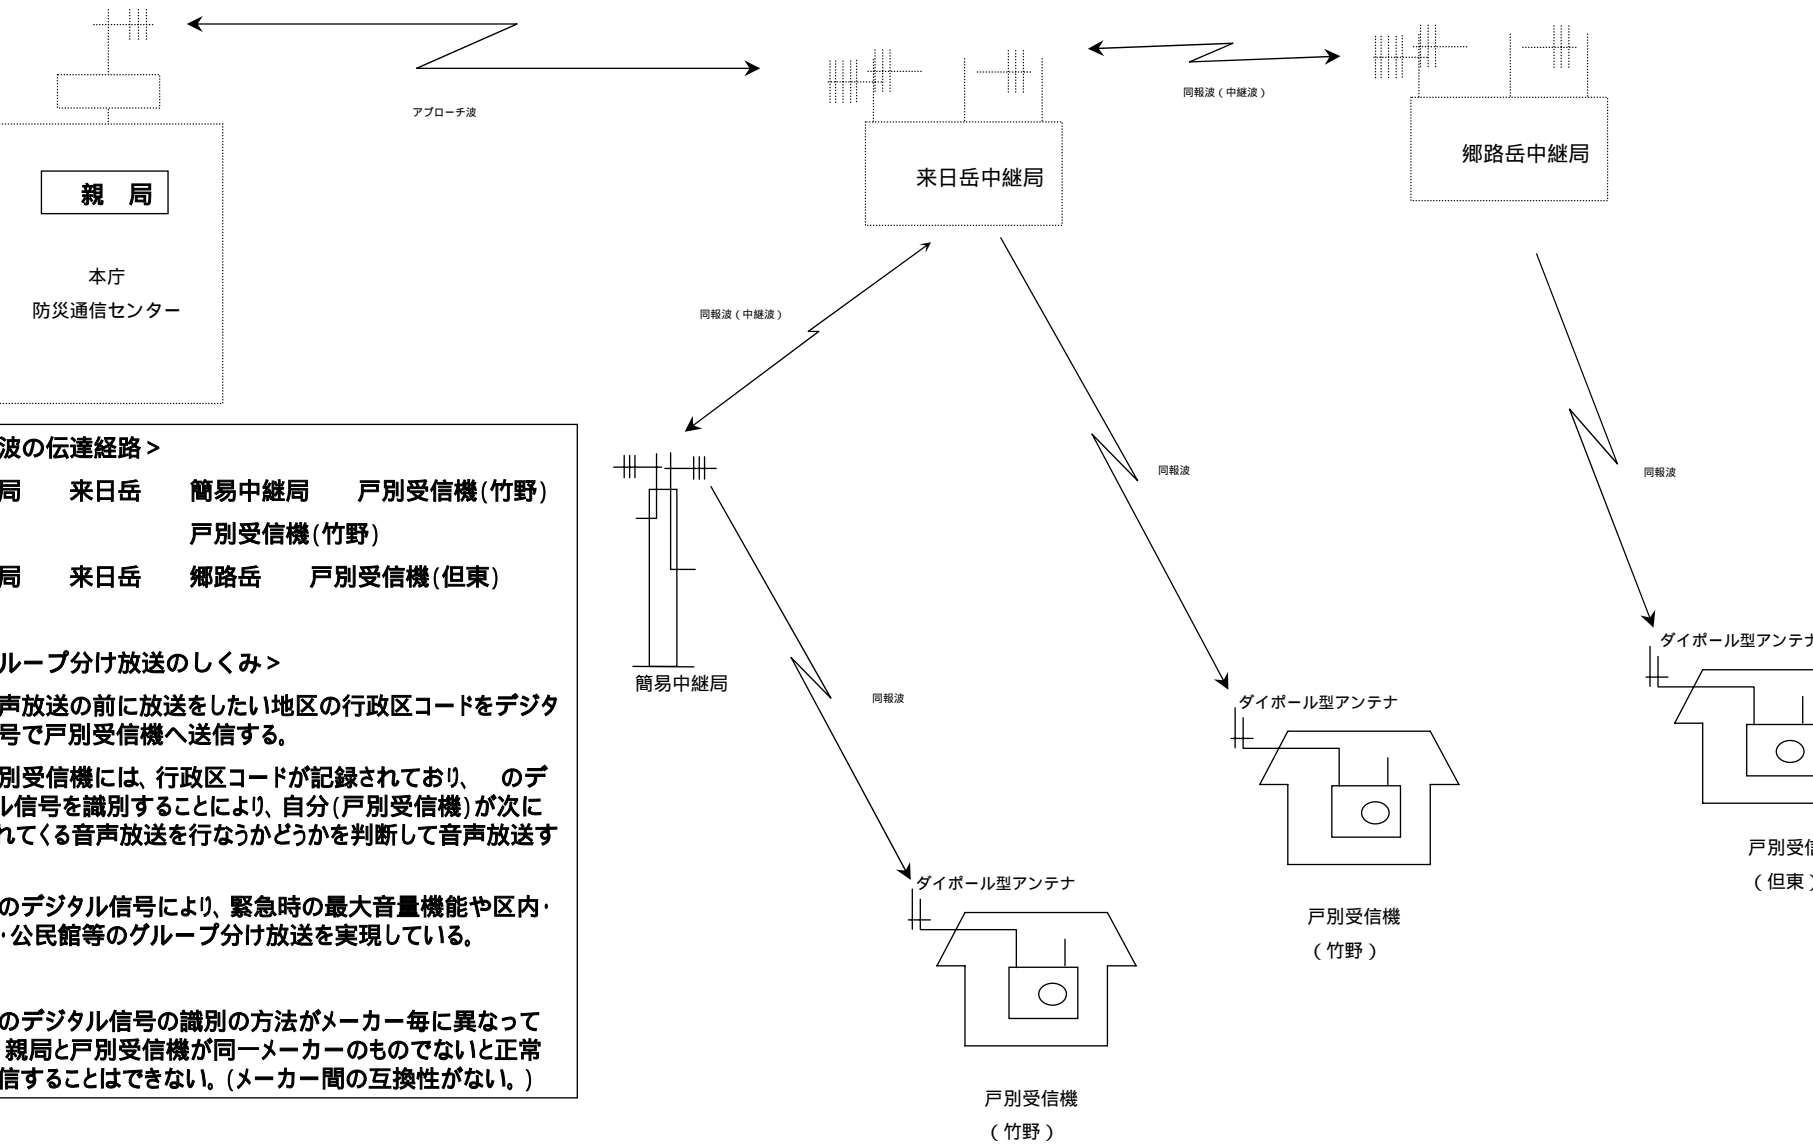 アプローチ波
同報波（中継波）
親　局
来日岳中継局
郷路岳中継局
本庁
防災通信センター
同報波（中継波）
波の伝達経路>
局　　来日岳　　簡易中継局　　戸別受信機(竹野)
戸別受信機(竹野)
局　　来日岳　　郷路岳　　戸別受信機(但東)
ループ分け放送のしくみ>
声放送の前に放送をしたい地区の行政区コードをデジタ
号で戸別受信機へ送信する。
別受信機には、行政区コードが記録されており、　のデ
ル信号を識別することにより、自分(戸別受信機)が次に
れてくる音声放送を行なうかどうかを判断して音声放送す
のデジタル信号により、緊急時の最大音量機能や区内・
・公民館等のグループ分け放送を実現している。
のデジタル信号の識別の方法がメーカー毎に異なって
親局と戸別受信機が同一メーカーのものでないと正常
信することはできない。(メーカー間の互換性がない。)
簡易中継局
同報波
同報波
同報波
ダイポール型アンテナ
戸別受信機
（竹野）
ダイポール型アンテナ
戸別受信機
（竹野）
ダイポール型アンテナ
戸別受信
（但東）